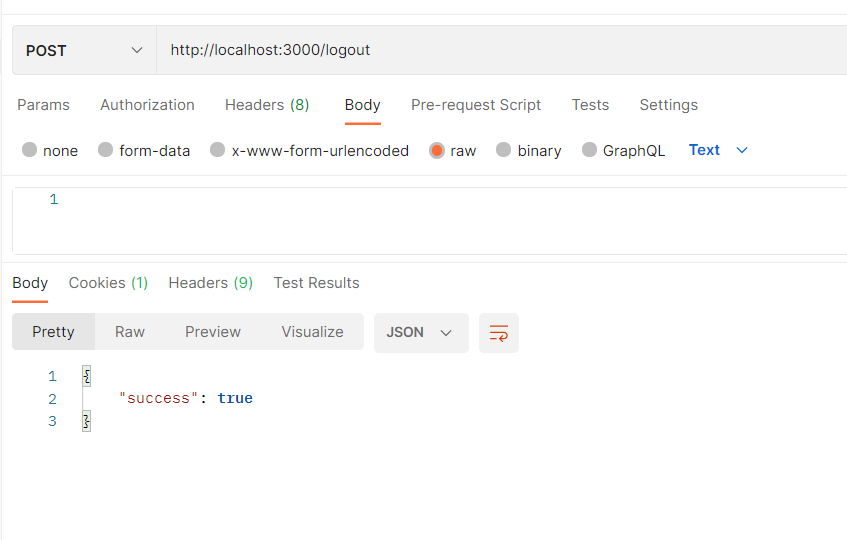 POST http://localhost:3000/logout
Params Authorization Headers (8) Body Pre-request Script Tests Settings
none form-data x-www-form-urlencoded raw binary GraphQL Text
1
Body Cookies (1) Headers (9) Test Results
Pretty Raw Preview Visualize JSON
1 {
2 "success": true
3 }